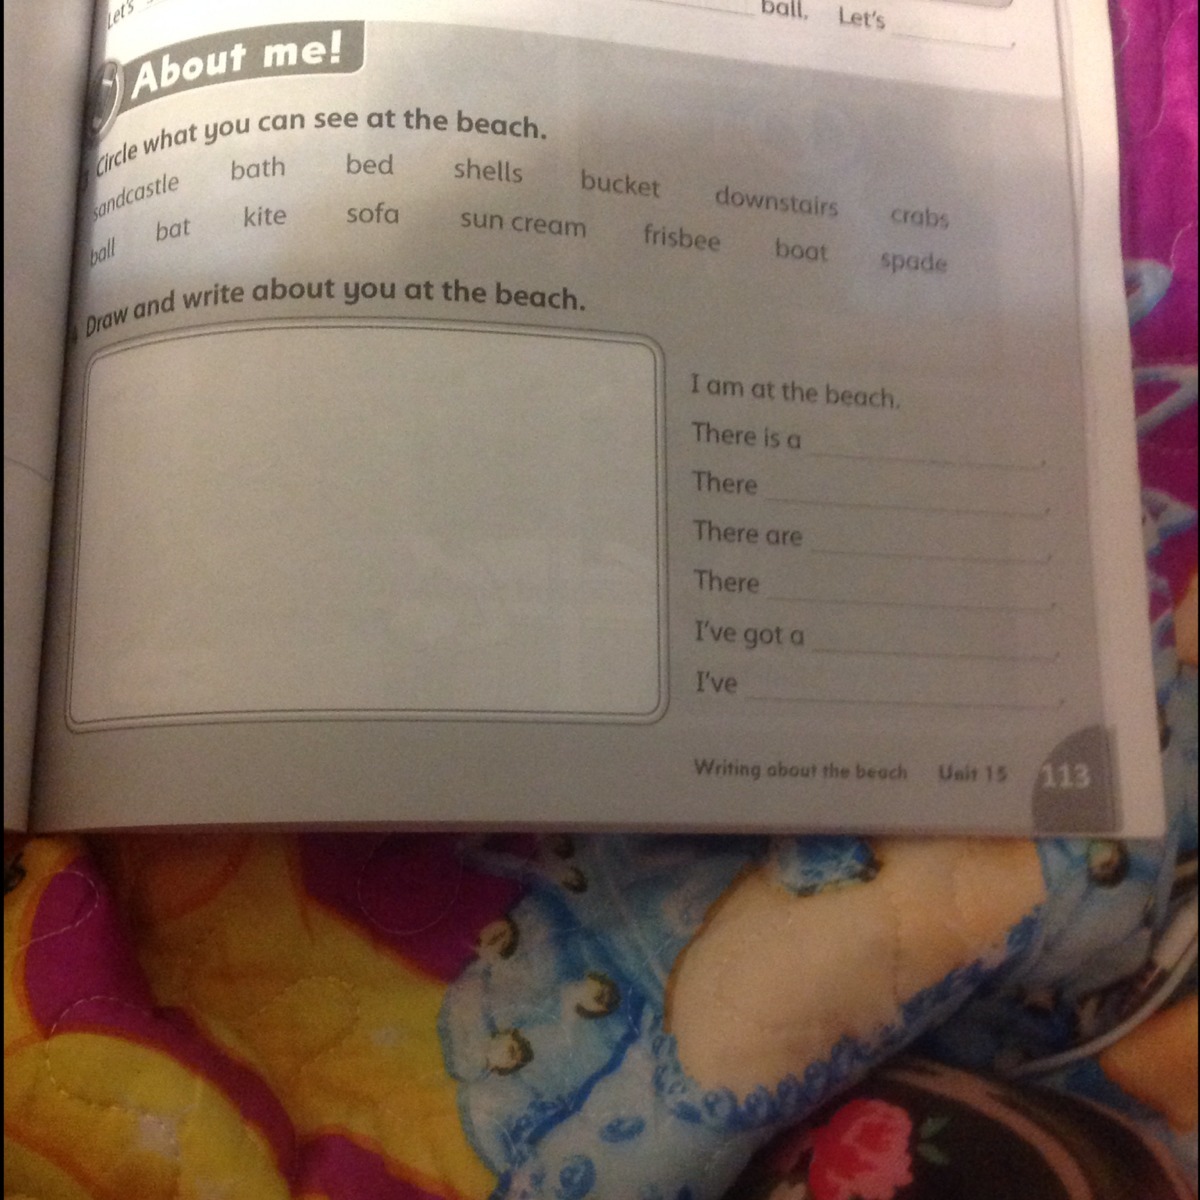 Let's
ball. Let's .
About me!
Circle what you can see at the beach.
sandcastle bath bed shells bucket downstairs crabs
ball bat kite sofa sun cream frisbee boat spade
Draw and write about you at the beach.
I am at the beach.
There is a .
There .
There are .
There .
I've got a .
I've .
Writing about the beach Unit 15 113